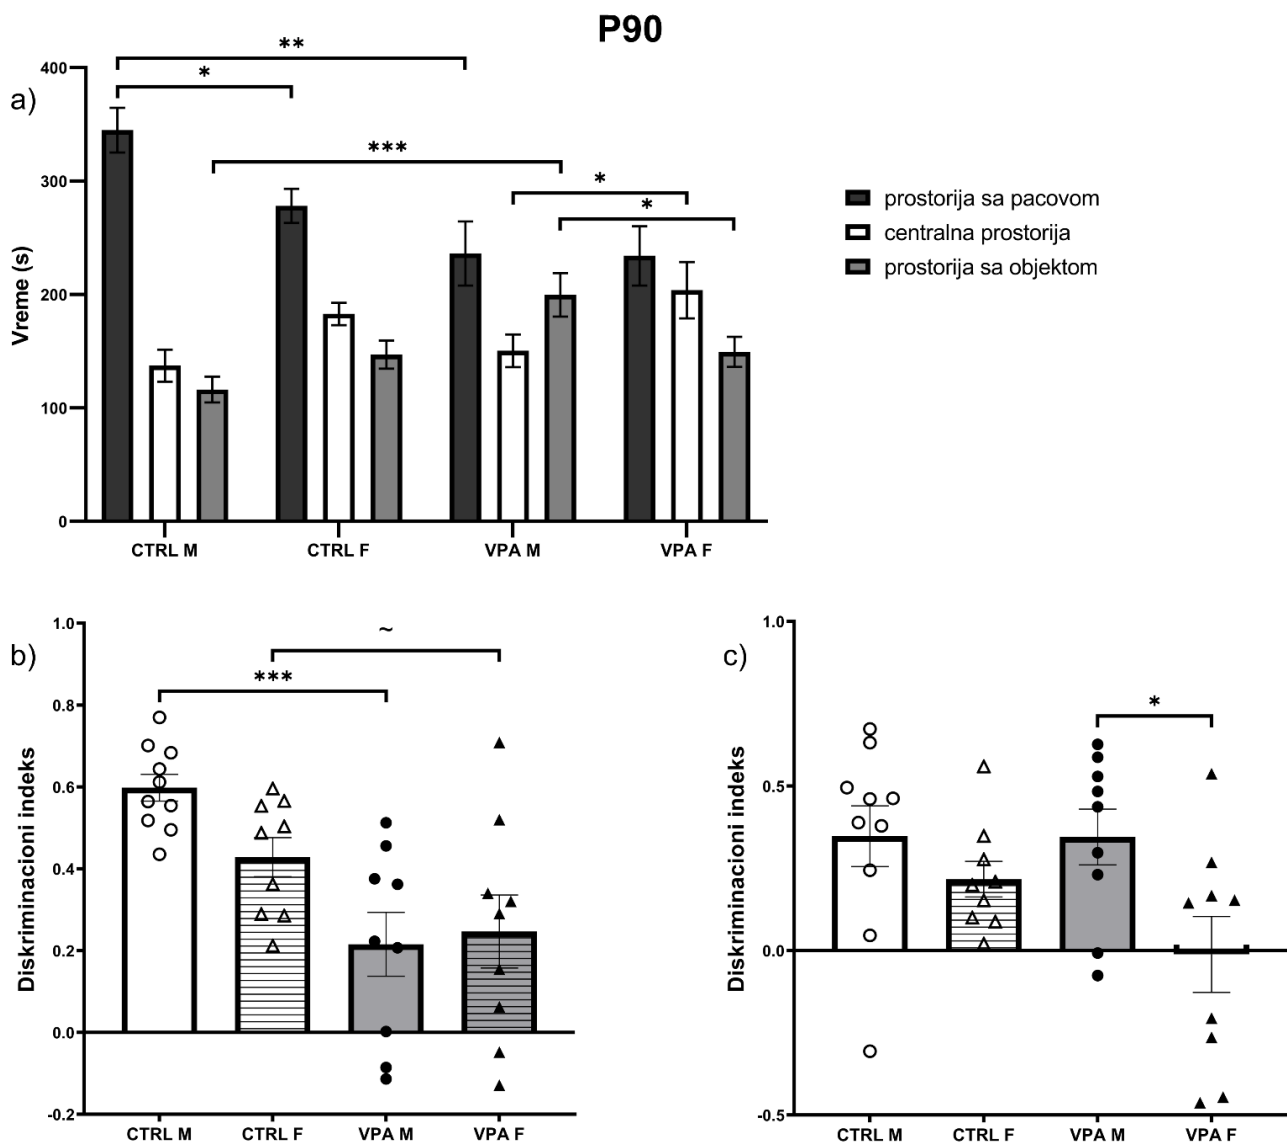 P90
a)
Vreme (s)
400
300
200
100
0
**
*
***
*
*
CTRL M
CTRL F
VPA M
VPA F
prostorija sa pacovom
centralna prostorija
prostorija sa objektom
b)
Diskriminacioni indeks
1.0
0.8
0.6
0.4
0.2
0.0
-0.2
~
***
CTRL M
CTRL F
VPA M
VPA F
c)
Diskriminacioni indeks
1.0
0.5
0.0
-0.5
*
CTRL M
CTRL F
VPA M
VPA F